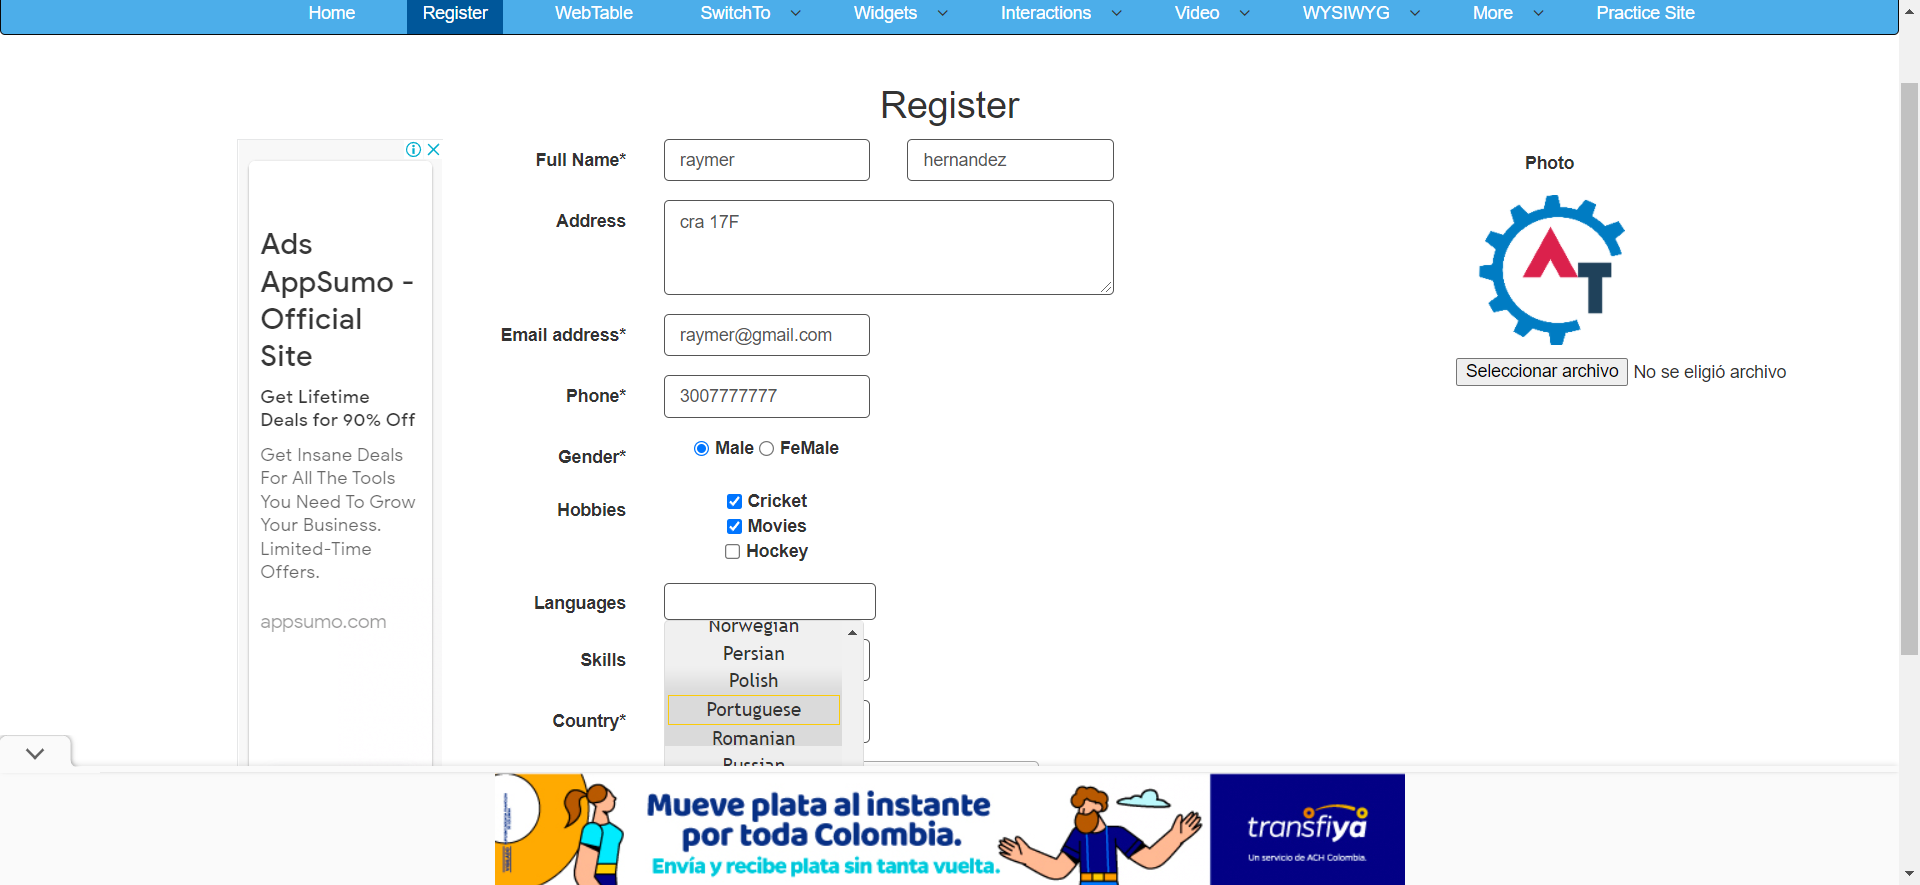 Home Register WebTable SwitchTo Widgets Interactions Video WYSIWYG More Practice Site
Register
Full Name* raymer hernandez
Address cra 17F
Email address* raymer@gmail.com
Phone* 3007777777
Gender* Male FeMale
Hobbies Cricket
Movies
Hockey
Languages
Norwegian
Persian
Skills
Polish
Portuguese
Country*
Romanian
Russian
Photo
AT
Seleccionar archivo No se eligió archivo
Ads
AppSumo -
Official
Site
Get Lifetime
Deals for 90% Off
Get Insane Deals
For All The Tools
You Need To Grow
Your Business.
Limited-Time
Offers.
appsumo.com
Mueve plata al instante
por toda Colombia.
Envía y recibe plata sin tanta vuelta.
transfiya
Un servicio de ACH Colombia.